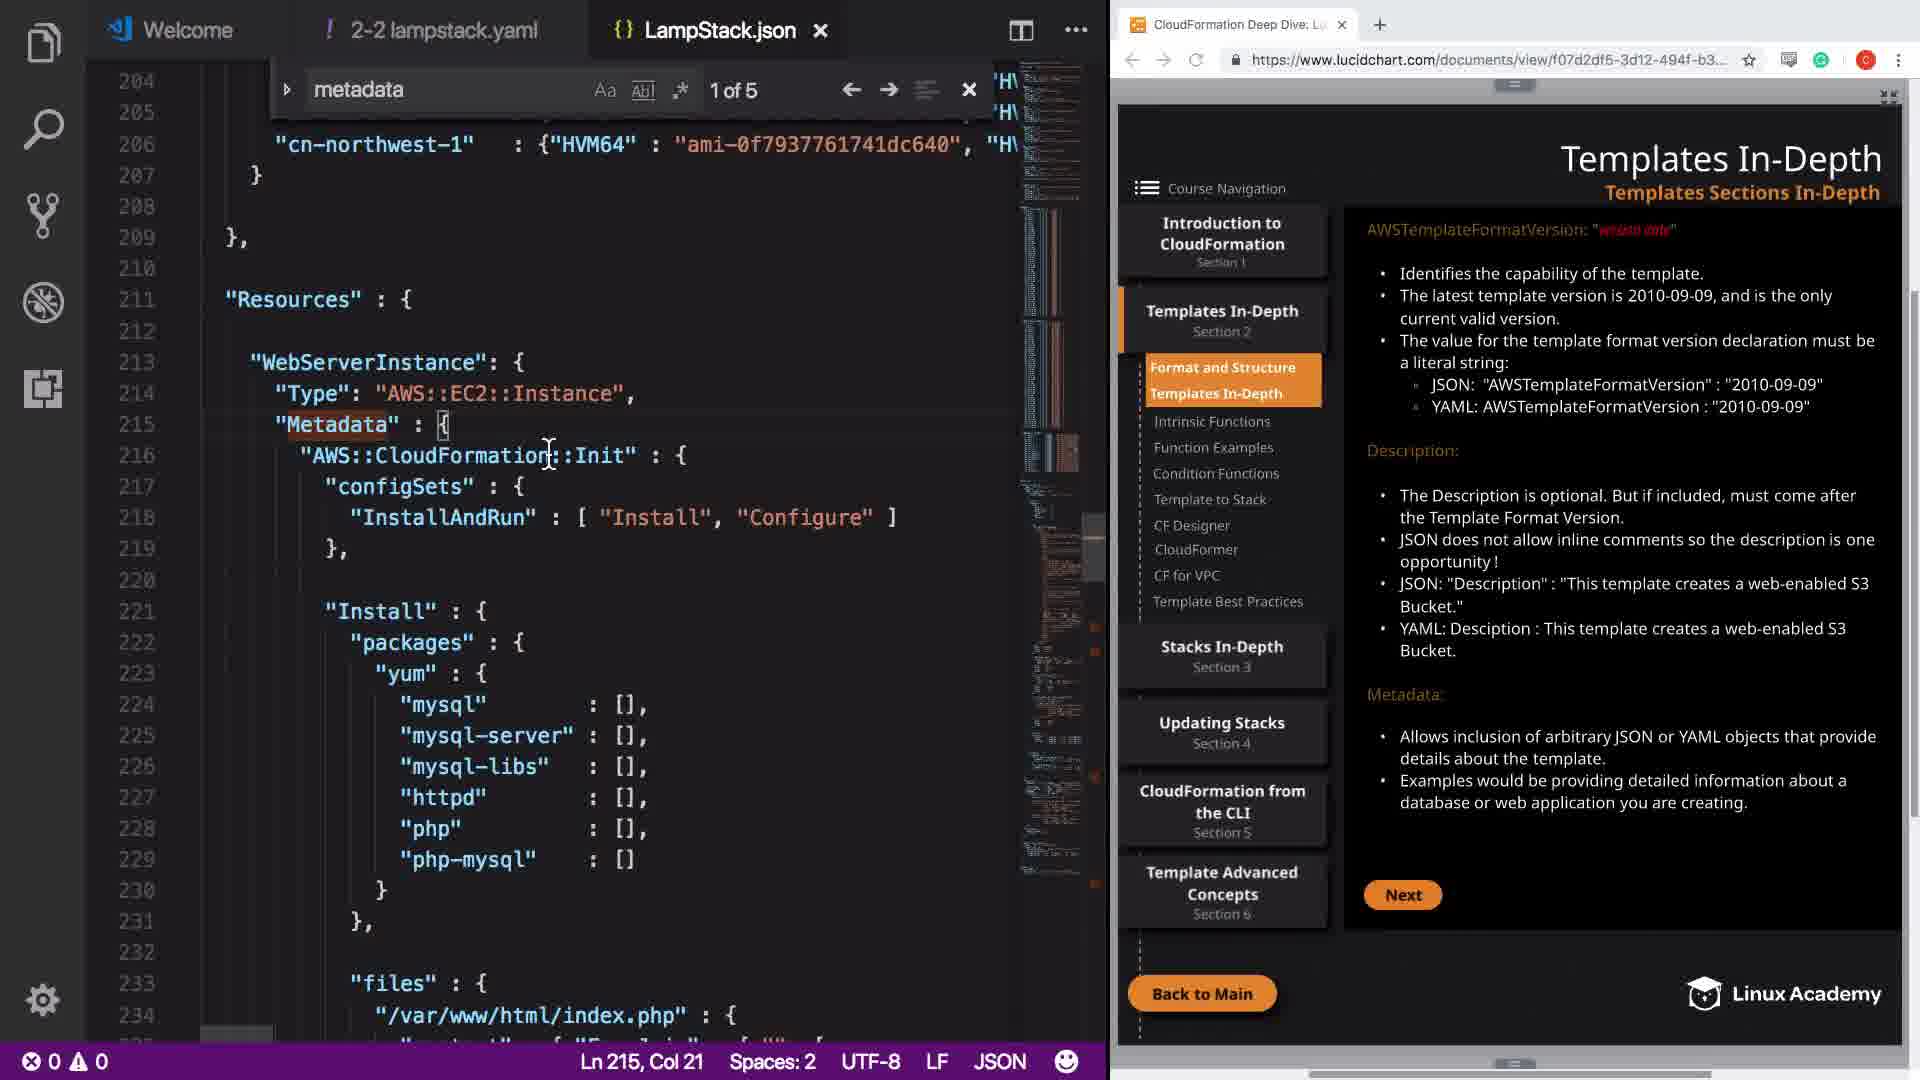 Welcome
! 2-2 lampstack.yaml
{} LampStack.json
metadata
Aa Abl .* 1 of 5
204
205
206 "cn-northwest-1" : {"HVM64" : "ami-0f7937761741dc640", "H
207 }
208
209 },
210
211 "Resources" : {
212
213 "WebServerInstance": {
214 "Type": "AWS::EC2::Instance",
215 "Metadata" : {
216 "AWS::CloudFormation::Init" : {
217 "configSets" : {
218 "InstallAndRun" : [ "Install", "Configure" ]
219 },
220
221 "Install" : {
222 "packages" : {
223 "yum" : {
224 "mysql" : [],
225 "mysql-server" : [],
226 "mysql-libs" : [],
227 "httpd" : [],
228 "php" : [],
229 "php-mysql" : []
230 }
231 },
232
233 "files" : {
234 "/var/www/html/index.php" : {
0 0
Ln 215, Col 21 Spaces: 2 UTF-8 LF JSON
CloudFormation Deep Dive: Lu
https://www.lucidchart.com/documents/view/f07d2df5-3d12-494f-b3...
C
Templates In-Depth
Templates Sections In-Depth
Course Navigation
Introduction to
CloudFormation
Section 1
Templates In-Depth
Section 2
Format and Structure
Templates In-Depth
Intrinsic Functions
Function Examples
Condition Functions
Template to Stack
CF Designer
CloudFormer
CF for VPC
Template Best Practices
Stacks In-Depth
Section 3
Updating Stacks
Section 4
CloudFormation from
the CLI
Section 5
Template Advanced
Concepts
Section 6
Back to Main
AWSTemplateFormatVersion: "version date"
• Identifies the capability of the template.
• The latest template version is 2010-09-09, and is the only
current valid version.
• The value for the template format version declaration must be
a literal string:
◦ JSON: "AWSTemplateFormatVersion" : "2010-09-09"
◦ YAML: AWSTemplateFormatVersion : "2010-09-09"
Description:
• The Description is optional. But if included, must come after
the Template Format Version.
• JSON does not allow inline comments so the description is one
opportunity!
• JSON: "Description" : "This template creates a web-enabled S3
Bucket."
• YAML: Desciption : This template creates a web-enabled S3
Bucket.
Metadata:
• Allows inclusion of arbitrary JSON or YAML objects that provide
details about the template.
• Examples would be providing detailed information about a
database or web application you are creating.
Next
Linux Academy